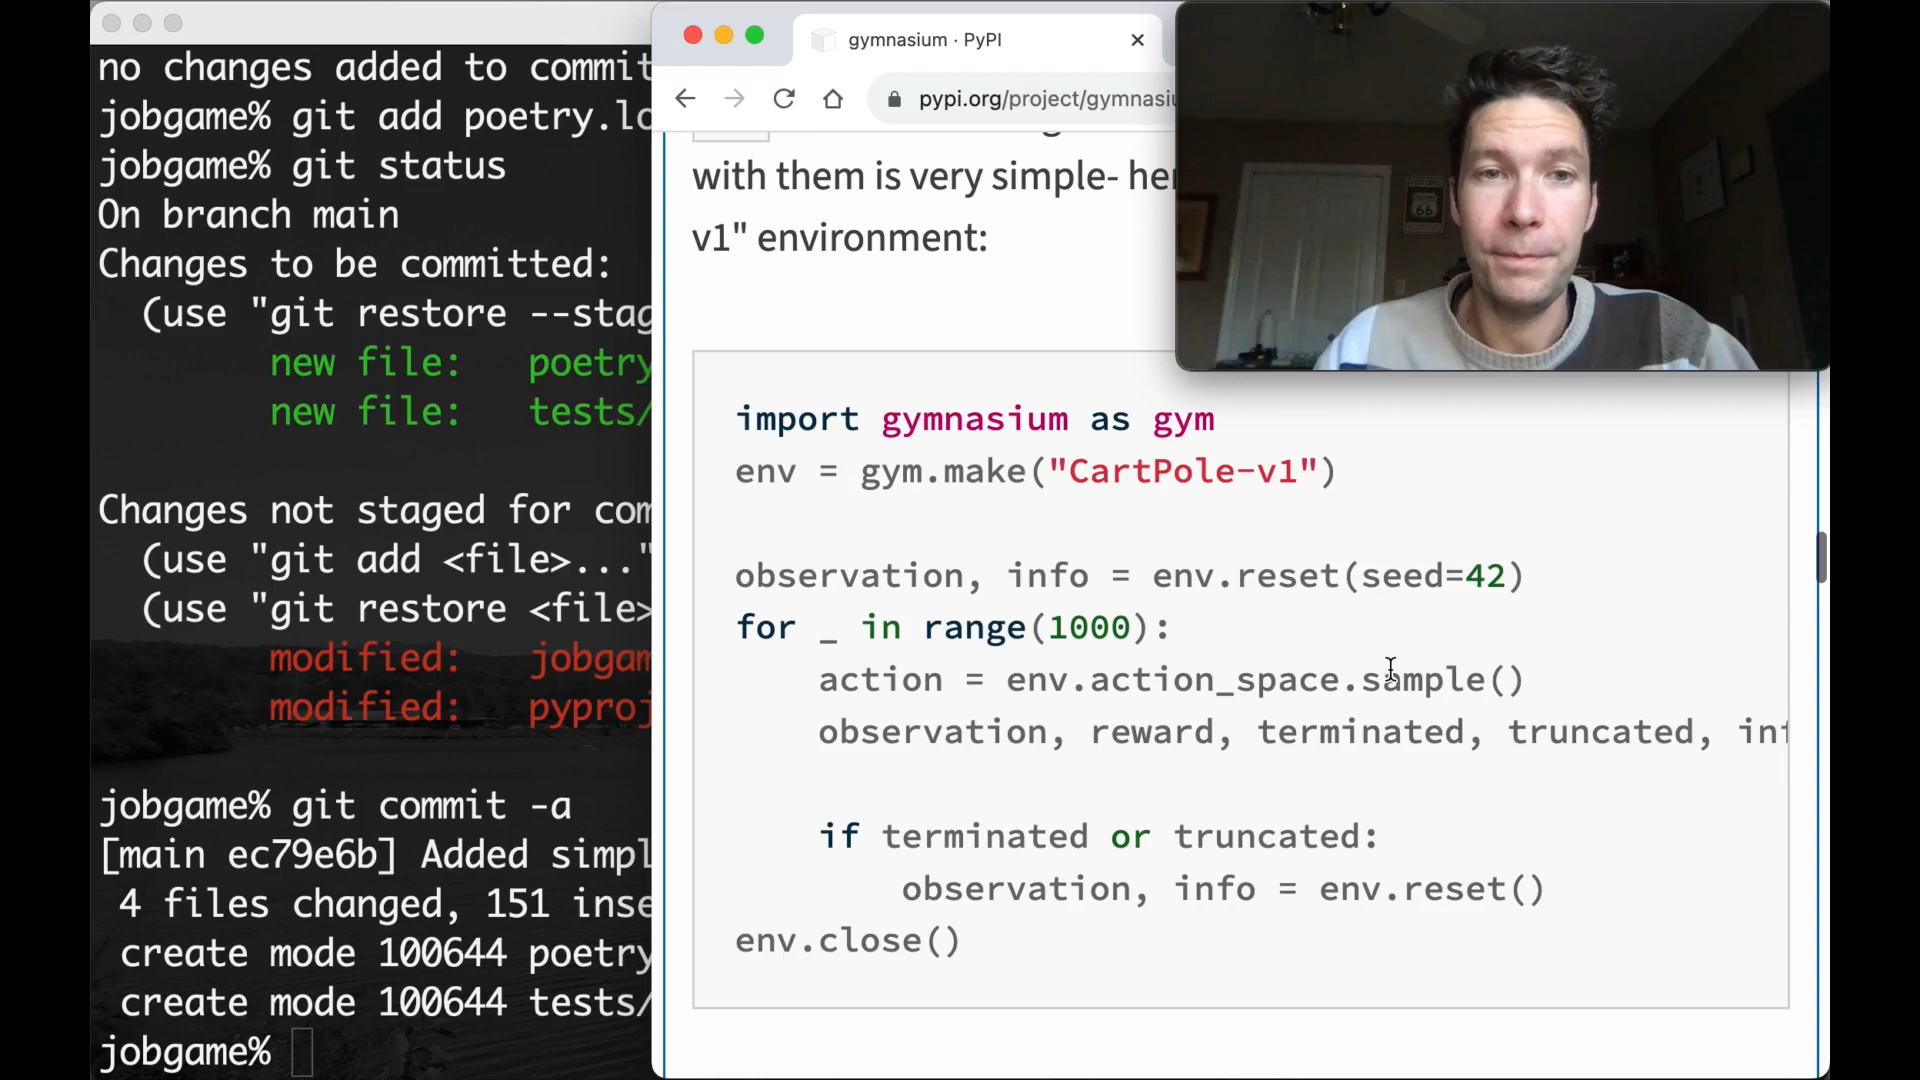 no changes added to commit
jobgame% git add poetry.lo
jobgame% git status
On branch main
Changes to be committed:
(use "git restore --stag
new file: poetry
new file: tests/
Changes not staged for com
(use "git add <file>..."
(use "git restore <file>
modified: jobgam
modified: pyproj
jobgame% git commit -a
[main ec79e6b] Added simpl
4 files changed, 151 inse
create mode 100644 poetry
create mode 100644 tests/
jobgame%
gymnasium · PyPI
pypi.org/project/gymnasiu
with them is very simple- her
v1" environment:
import gymnasium as gym
env = gym.make("CartPole-v1")
observation, info = env.reset(seed=42)
for _ in range(1000):
action = env.action_space.sample()
observation, reward, terminated, truncated, inf
if terminated or truncated:
observation, info = env.reset()
env.close()
66